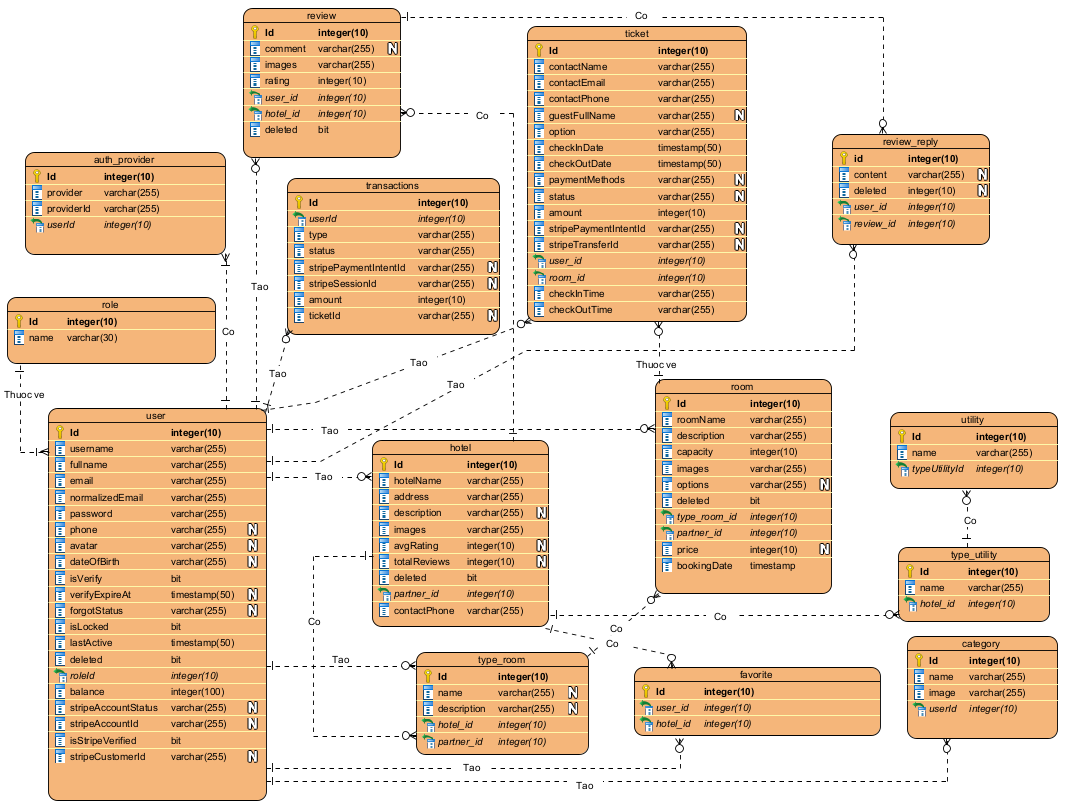 review
Id integer(10)
comment varchar(255) N
images varchar(255)
rating integer(10)
user_id integer(10)
hotel_id integer(10)
deleted bit
Co
ticket
Id integer(10)
contactName varchar(255)
contactEmail varchar(255)
contactPhone varchar(255)
guestFullName varchar(255) N
option varchar(255)
checkInDate timestamp(50)
checkOutDate timestamp(50)
paymentMethods varchar(255) N
status varchar(255) N
amount integer(10)
stripePaymentIntentId varchar(255) N
stripeTransferId varchar(255) N
user_id integer(10)
room_id integer(10)
checkInTime varchar(255)
checkOutTime varchar(255)
Co
review_reply
id integer(10)
content varchar(255) N
deleted integer(10) N
user_id integer(10)
review_id integer(10)
auth_provider
Id integer(10)
provider varchar(255)
providerId varchar(255)
userId integer(10)
transactions
Id integer(10)
userId integer(10)
type varchar(255)
status varchar(255)
stripePaymentIntentId varchar(255) N
stripeSessionId varchar(255) N
amount integer(10)
ticketId varchar(255) N
Tao
role
Id integer(10)
name varchar(30)
Co
Thuoc ve
Tao
Tao
Tao
Thuoc ve
user
Id integer(10)
username varchar(255)
fullname varchar(255)
email varchar(255)
normalizedEmail varchar(255)
password varchar(255)
phone varchar(255) N
avatar varchar(255) N
dateOfBirth varchar(255) N
isVerify bit
verifyExpireAt timestamp(50) N
forgotStatus varchar(255) N
isLocked bit
lastActive timestamp(50)
deleted bit
roleId integer(10)
balance integer(100)
stripeAccountStatus varchar(255) N
stripeAccountId varchar(255) N
isStripeVerified bit
stripeCustomerId varchar(255) N
Tao
Tao
hotel
Id integer(10)
hotelName varchar(255)
address varchar(255)
description varchar(255) N
images varchar(255)
avgRating integer(10) N
totalReviews integer(10) N
deleted bit
partner_id integer(10)
contactPhone varchar(255)
room
Id integer(10)
roomName varchar(255)
description varchar(255)
capacity integer(10)
images varchar(255)
options varchar(255) N
deleted bit
type_room_id integer(10)
partner_id integer(10)
price integer(10) N
bookingDate timestamp
utility
Id integer(10)
name varchar(255)
typeUtilityId integer(10)
Co
type_utility
Id integer(10)
name varchar(255)
hotel_id integer(10)
Co
Co
Co
Co
Tao
type_room
Id integer(10)
name varchar(255) N
description varchar(255) N
hotel_id integer(10)
partner_id integer(10)
favorite
Id integer(10)
user_id integer(10)
hotel_id integer(10)
category
Id integer(10)
name varchar(255)
image varchar(255)
userId integer(10)
Tao
Tao